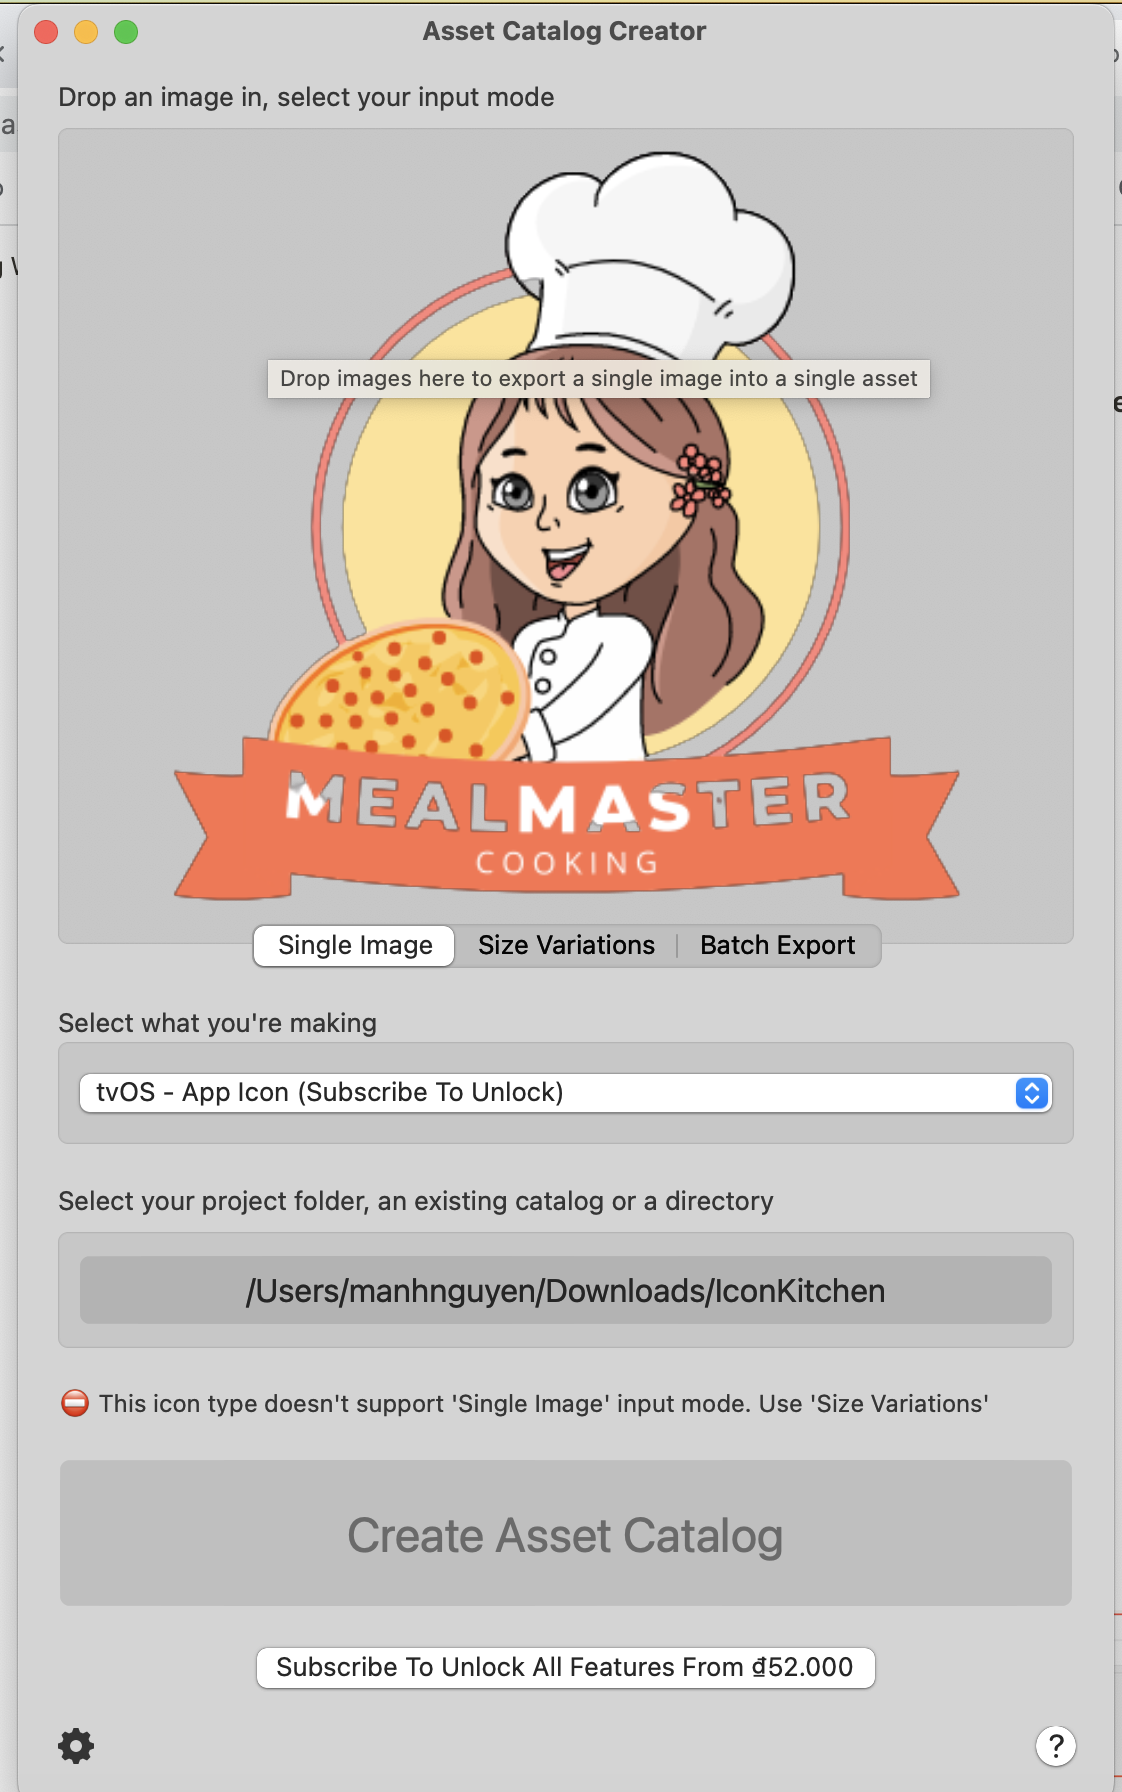 Asset Catalog Creator
Drop an image in, select your input mode
Drop images here to export a single image into a single asset
MEALMASTER
COOKING
Single Image Size Variations Batch Export
Select what you're making
tvOS - App Icon (Subscribe To Unlock)
Select your project folder, an existing catalog or a directory
/Users/manhnguyen/Downloads/IconKitchen
This icon type doesn't support 'Single Image' input mode. Use 'Size Variations'
Create Asset Catalog
Subscribe To Unlock All Features From ₫52.000
?